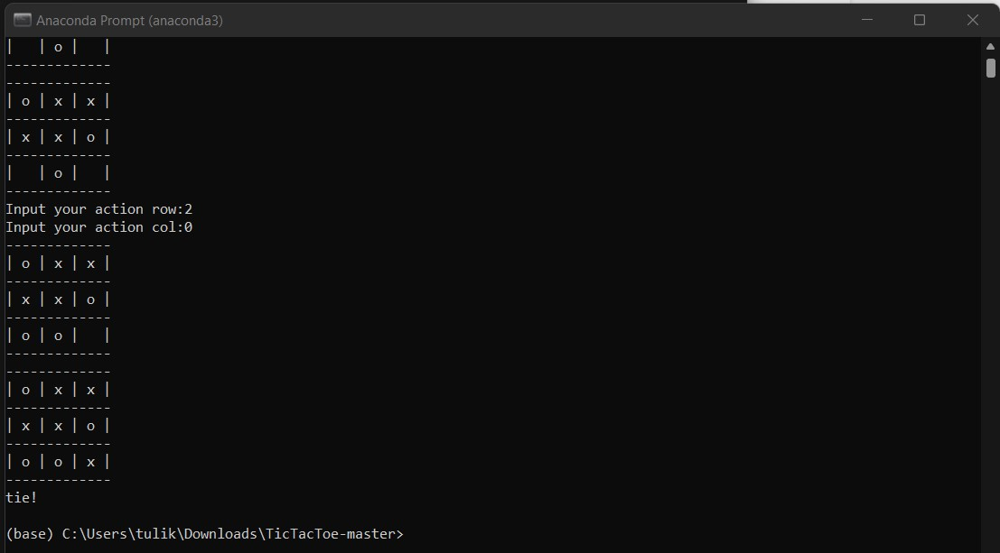 Anaconda Prompt (anaconda3)
|   | o |   |
-------------
-------------
| o | x | x |
-------------
| x | x | o |
-------------
|   | o |   |
-------------
Input your action row:2
Input your action col:0
-------------
| o | x | x |
-------------
| x | x | o |
-------------
| o | o |   |
-------------
-------------
| o | x | x |
-------------
| x | x | o |
-------------
| o | o | x |
-------------
tie!
(base) C:\Users\tulik\Downloads\TicTacToe-master>